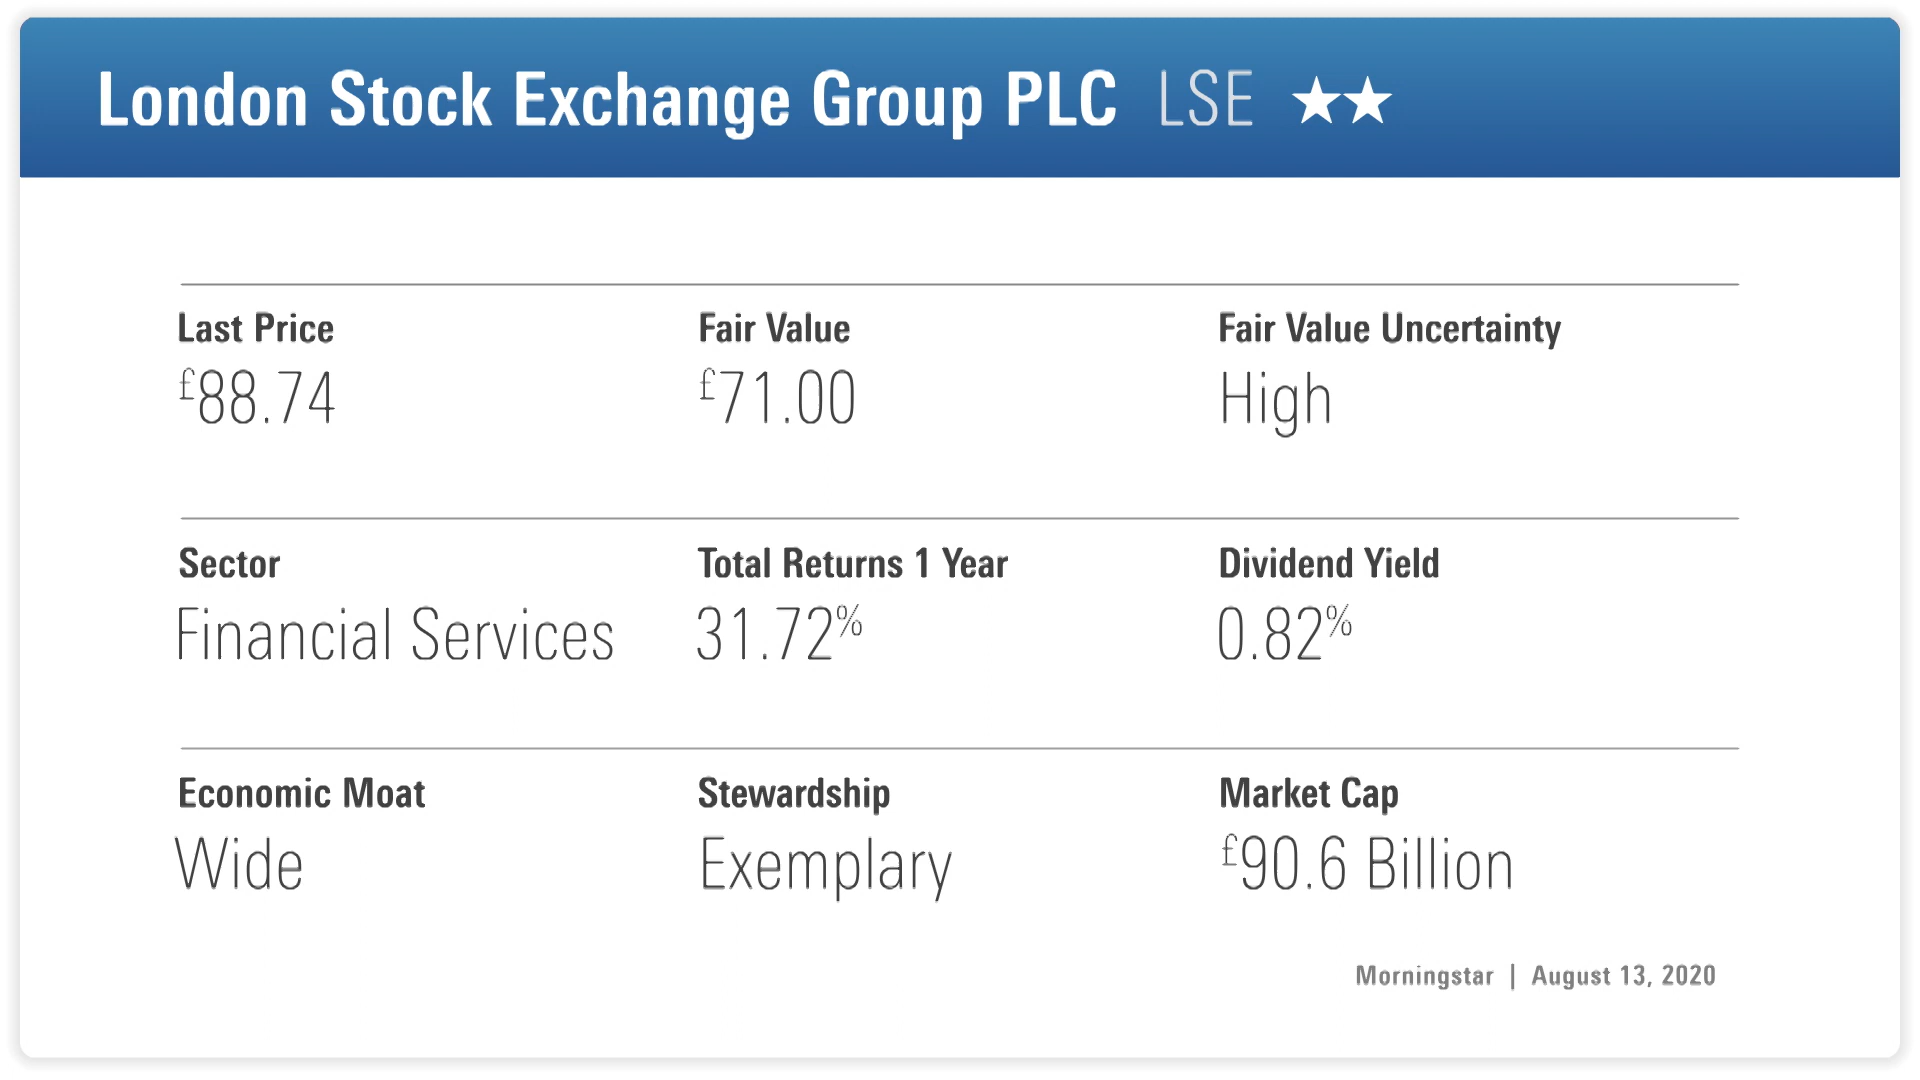 London Stock Exchange Group PLC LSE ★★
Last Price Fair Value Fair Value Uncertainty
£88.74 £71.00 High
Sector Total Returns 1 Year Dividend Yield
Financial Services 31.72% 0.82%
Economic Moat Stewardship Market Cap
Wide Exemplary £90.6 Billion
Morningstar | August 13, 2020